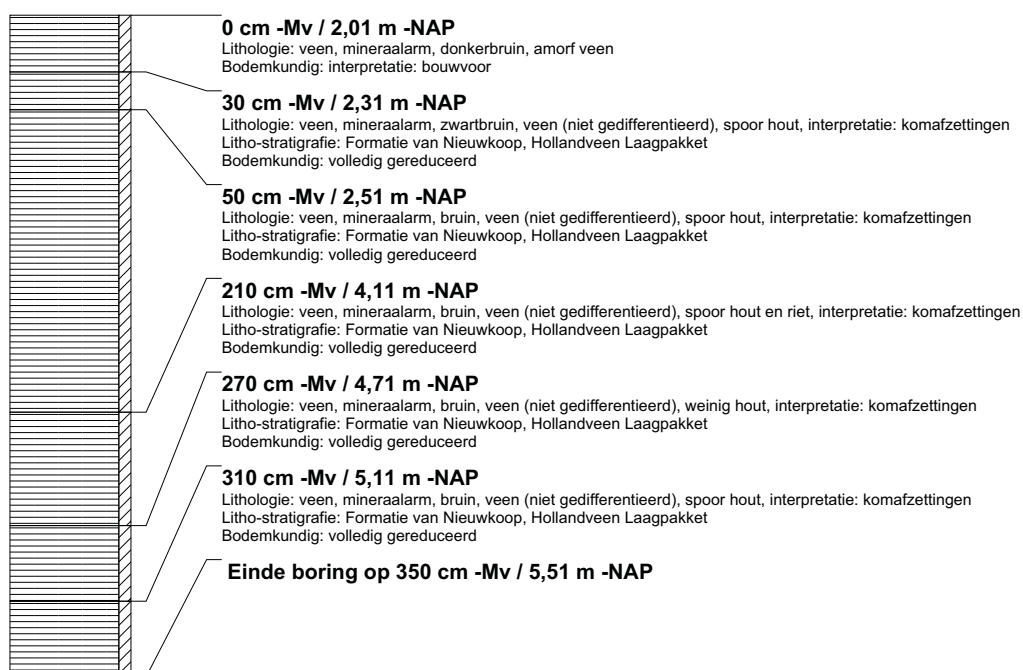 0 cm -Mv / 2,01 m -NAP
Lithologie: veen, mineraalarm, donkerbruin, amorf veen
Bodemkundig: interpretatie: bouwvoor
30 cm -Mv / 2,31 m -NAP
Lithologie: veen, mineraalarm, zwartbruin, veen (niet gedifferentieerd), spoor hout, interpretatie: komafzettingen
Litho-stratigrafie: Formatie van Nieuwkoop, Hollandveen Laagpakket
Bodemkundig: volledig gereduceerd
50 cm -Mv / 2,51 m -NAP
Lithologie: veen, mineraalarm, bruin, veen (niet gedifferentieerd), spoor hout, interpretatie: komafzettingen
Litho-stratigrafie: Formatie van Nieuwkoop, Hollandveen Laagpakket
Bodemkundig: volledig gereduceerd
210 cm -Mv / 4,11 m -NAP
Lithologie: veen, mineraalarm, bruin, veen (niet gedifferentieerd), spoor hout en riet, interpretatie: komafzettingen
Litho-stratigrafie: Formatie van Nieuwkoop, Hollandveen Laagpakket
Bodemkundig: volledig gereduceerd
270 cm -Mv / 4,71 m -NAP
Lithologie: veen, mineraalarm, bruin, veen (niet gedifferentieerd), weinig hout, interpretatie: komafzettingen
Litho-stratigrafie: Formatie van Nieuwkoop, Hollandveen Laagpakket
Bodemkundig: volledig gereduceerd
310 cm -Mv / 5,11 m -NAP
Lithologie: veen, mineraalarm, bruin, veen (niet gedifferentieerd), spoor hout, interpretatie: komafzettingen
Litho-stratigrafie: Formatie van Nieuwkoop, Hollandveen Laagpakket
Bodemkundig: volledig gereduceerd
Einde boring op 350 cm -Mv / 5,51 m -NAP